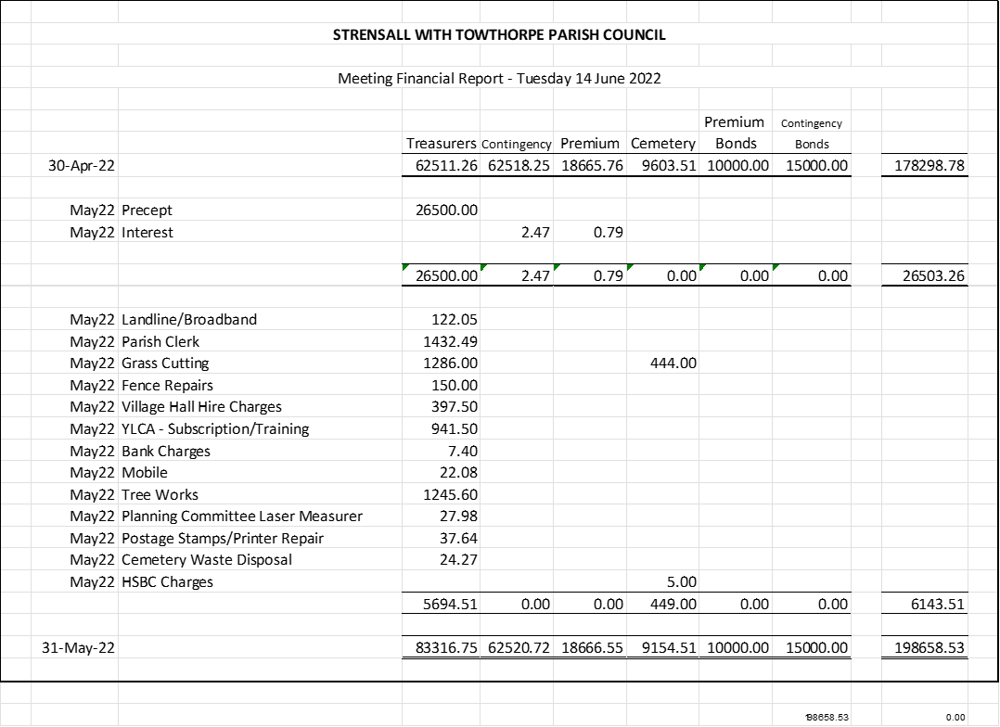 STRENSALL WITH TOWTHORPE PARISH COUNCIL
Meeting Financial Report - Tuesday 14 June 2022
Premium Contingency
Treasurers Contingency Premium Cemetery Bonds Bonds
30-Apr-22 62511.26 62518.25 18665.76 9603.51 10000.00 15000.00 178298.78
May22 Precept 26500.00
May22 Interest 2.47 0.79
26500.00 2.47 0.79 0.00 0.00 0.00 26503.26
May22 Landline/Broadband 122.05
May22 Parish Clerk 1432.49
May22 Grass Cutting 1286.00 444.00
May22 Fence Repairs 150.00
May22 Village Hall Hire Charges 397.50
May22 YLCA - Subscription/Training 941.50
May22 Bank Charges 7.40
May22 Mobile 22.08
May22 Tree Works 1245.60
May22 Planning Committee Laser Measurer 27.98
May22 Postage Stamps/Printer Repair 37.64
May22 Cemetery Waste Disposal 24.27
May22 HSBC Charges 5.00
5694.51 0.00 0.00 449.00 0.00 0.00 6143.51
31-May-22 83316.75 62520.72 18666.55 9154.51 10000.00 15000.00 198658.53
198658.53 0.00